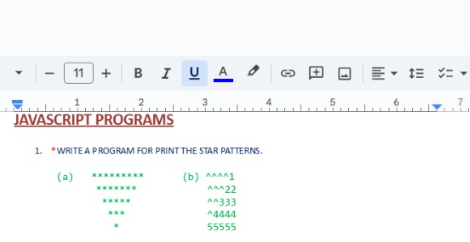 11 B I U A
1 2 3 4 5 6 7
JAVASCRIPT PROGRAMS
1. *WRITE A PROGRAM FOR PRINT THE STAR PATTERNS.
(a) ********* (b) ^^^^1
******* ^^^22
***** ^^333
*** ^4444
* 55555